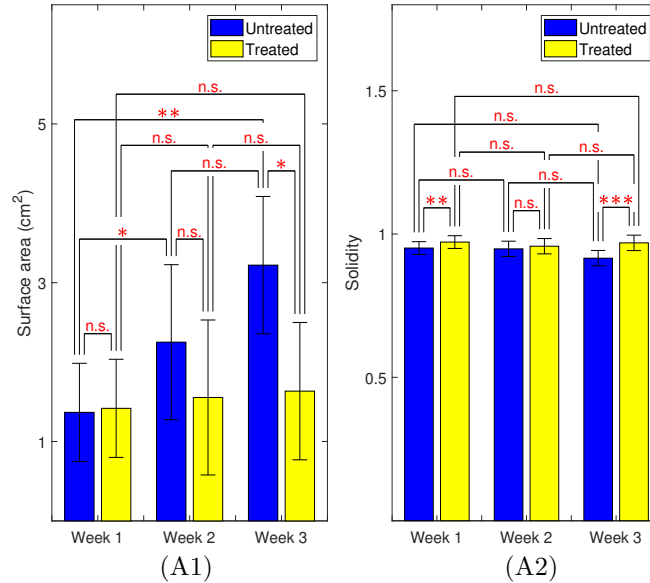 Untreated
Treated
n.s.
**
n.s.
n.s.
n.s.
*
*
n.s.
n.s.
5
3
1
Surface area (cm²)
Week 1
Week 2
Week 3
(A1)
Untreated
Treated
n.s.
n.s.
n.s.
n.s.
n.s.
n.s.
**
n.s.
***
1.5
1
0.5
Solidity
Week 1
Week 2
Week 3
(A2)